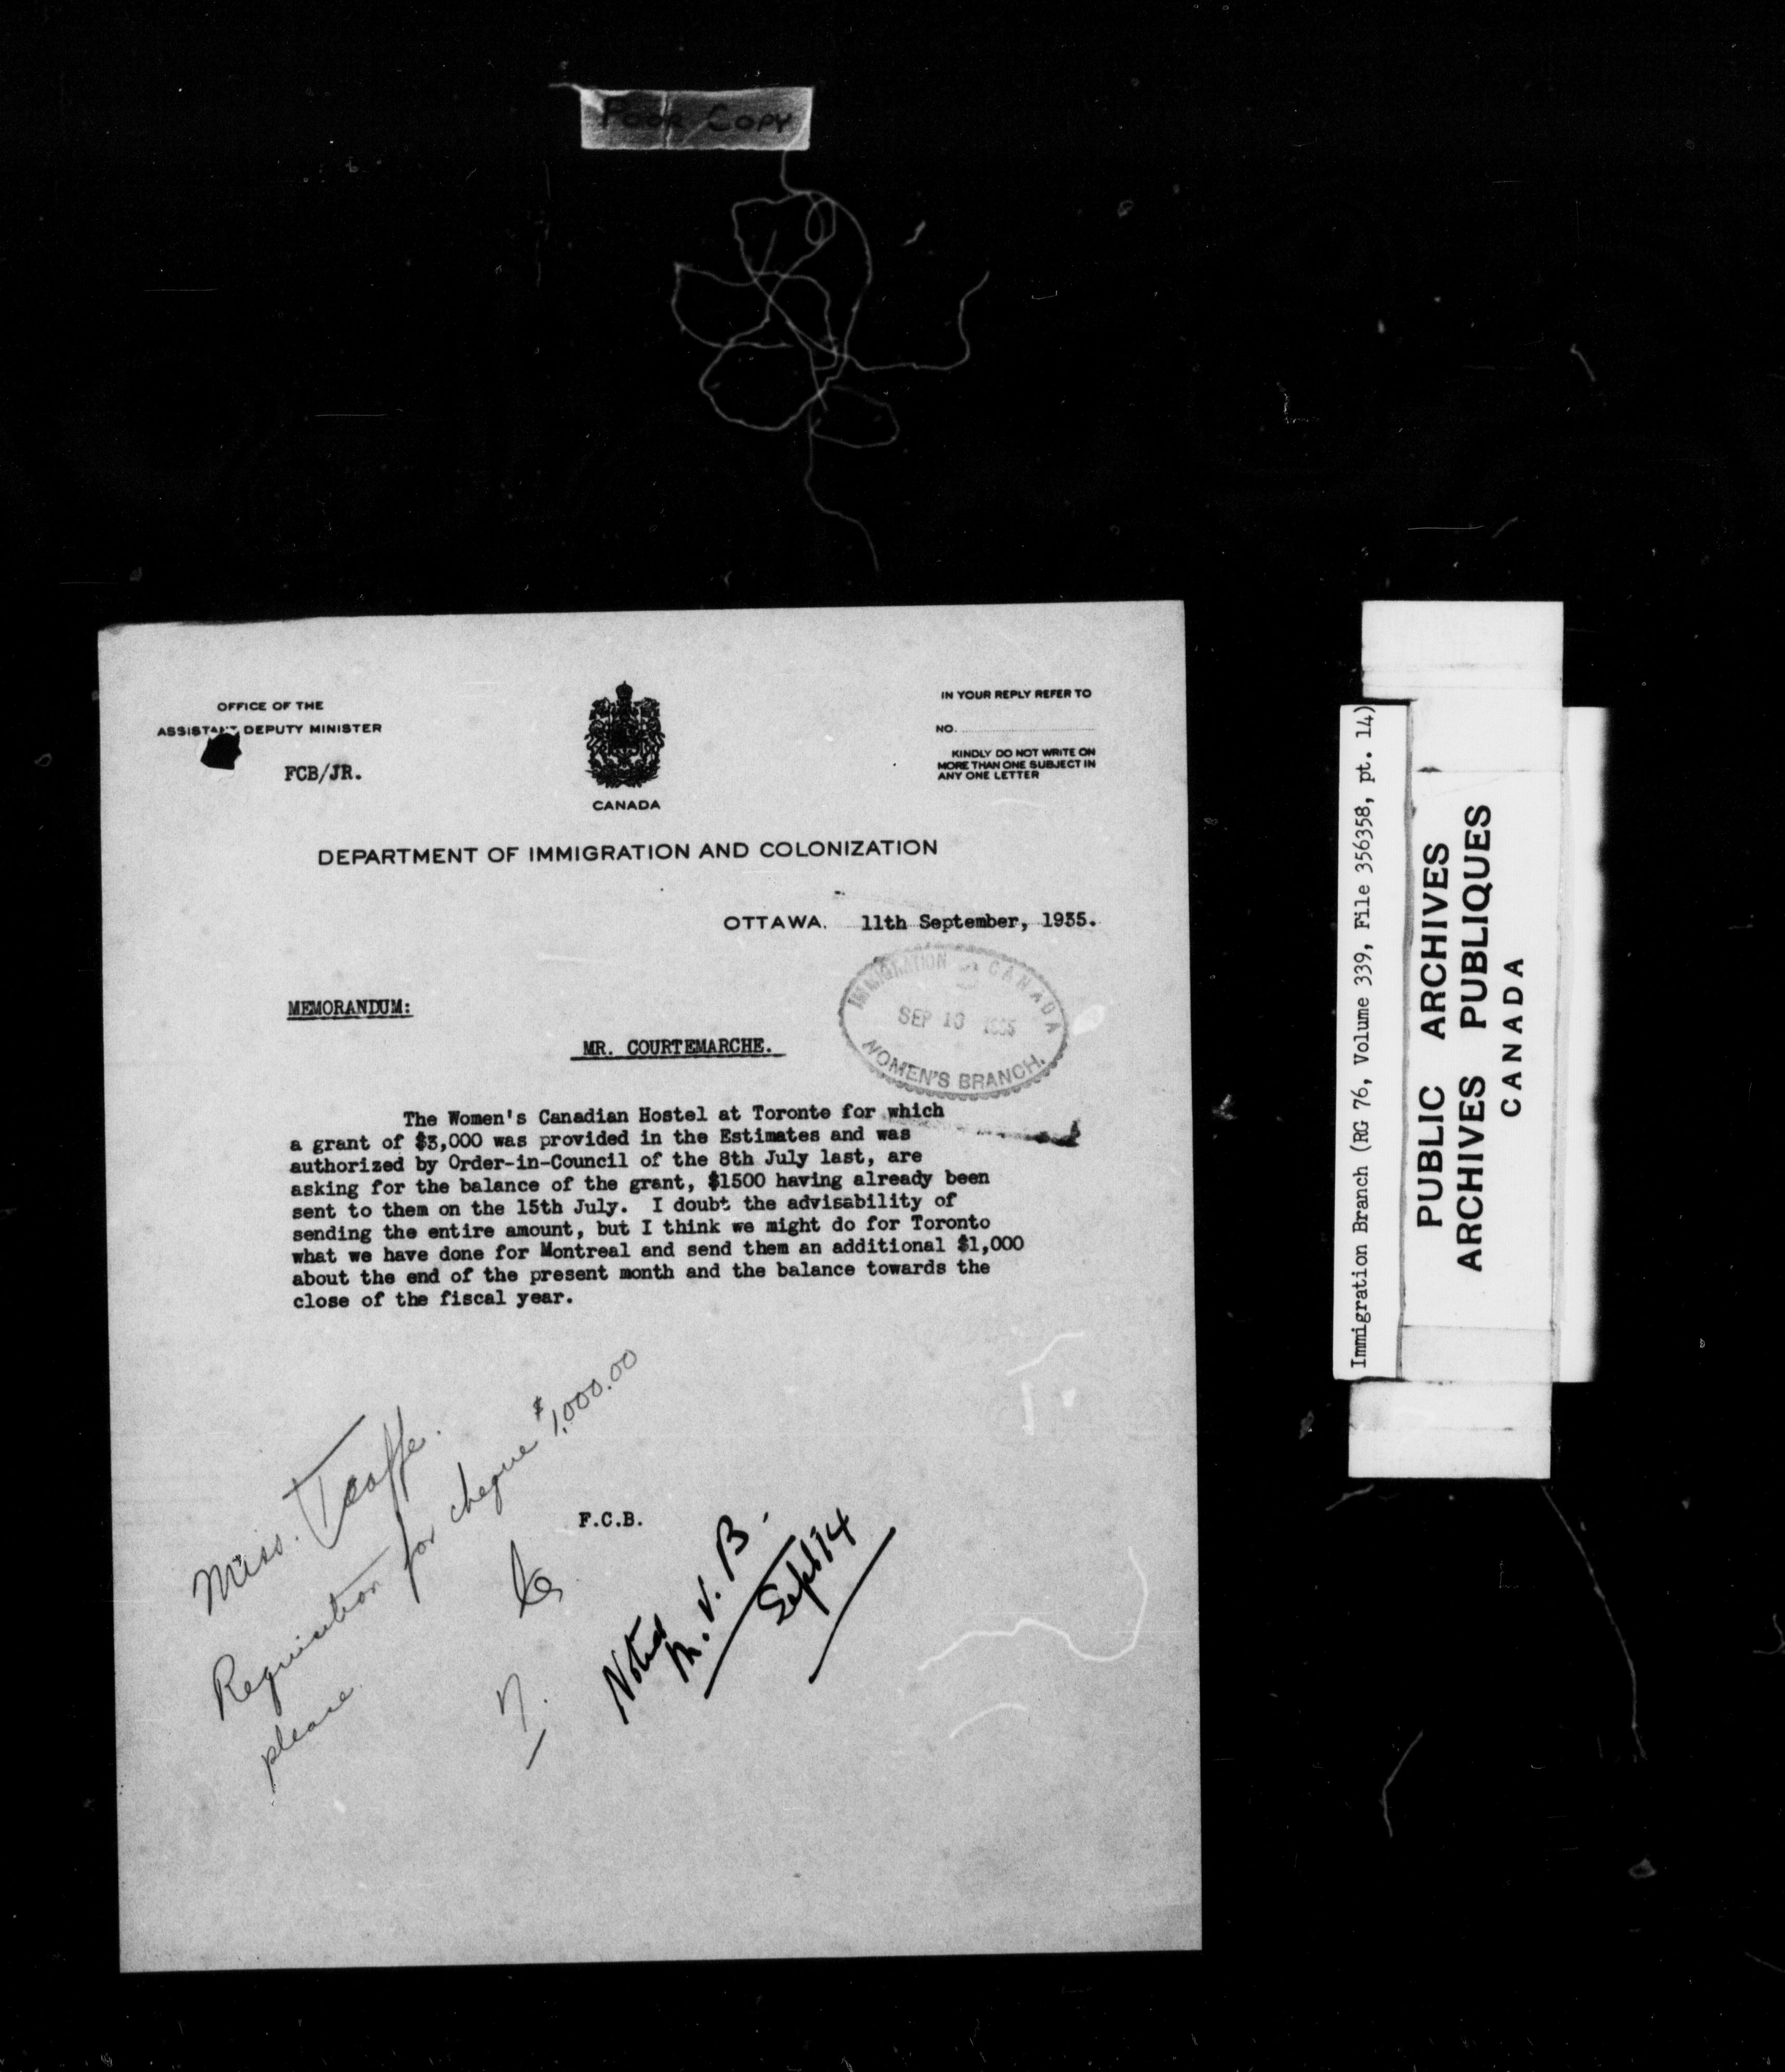 Poor Copy
OFFICE OF THE
ASSISTANT DEPUTY MINISTER
FCB/JR.
CANADA
IN YOUR REPLY REFER TO
NO.
KINDLY DO NOT WRITE ON
MORE THAN ONE SUBJECT IN
ANY ONE LETTER
DEPARTMENT OF IMMIGRATION AND COLONIZATION
OTTAWA. 11th September, 1935.
IMMIGRATION CANADA
SEP 1935
WOMEN'S BRANCH.
MEMORANDUM:
MR. COURTEMARCHE.
The Women's Canadian Hostel at Toronto for which
a grant of $3,000 was provided in the Estimates and was
authorized by Order-in-Council of the 8th July last, are
asking for the balance of the grant, $1500 having already been
sent to them on the 15th July. I doubt the advisability of
sending the entire amount, but I think we might do for Toronto
what we have done for Montreal and send them an additional $1,000
about the end of the present month and the balance towards the
close of the fiscal year.
Miss.
Requisition for cheque $1,000.00
please.
F.C.B.
Noted
M. V. B.
Sept 14
Immigration Branch (RG 76, Volume 339, File 356358, pt. 14)
PUBLIC ARCHIVES
ARCHIVES PUBLIQUES
CANADA